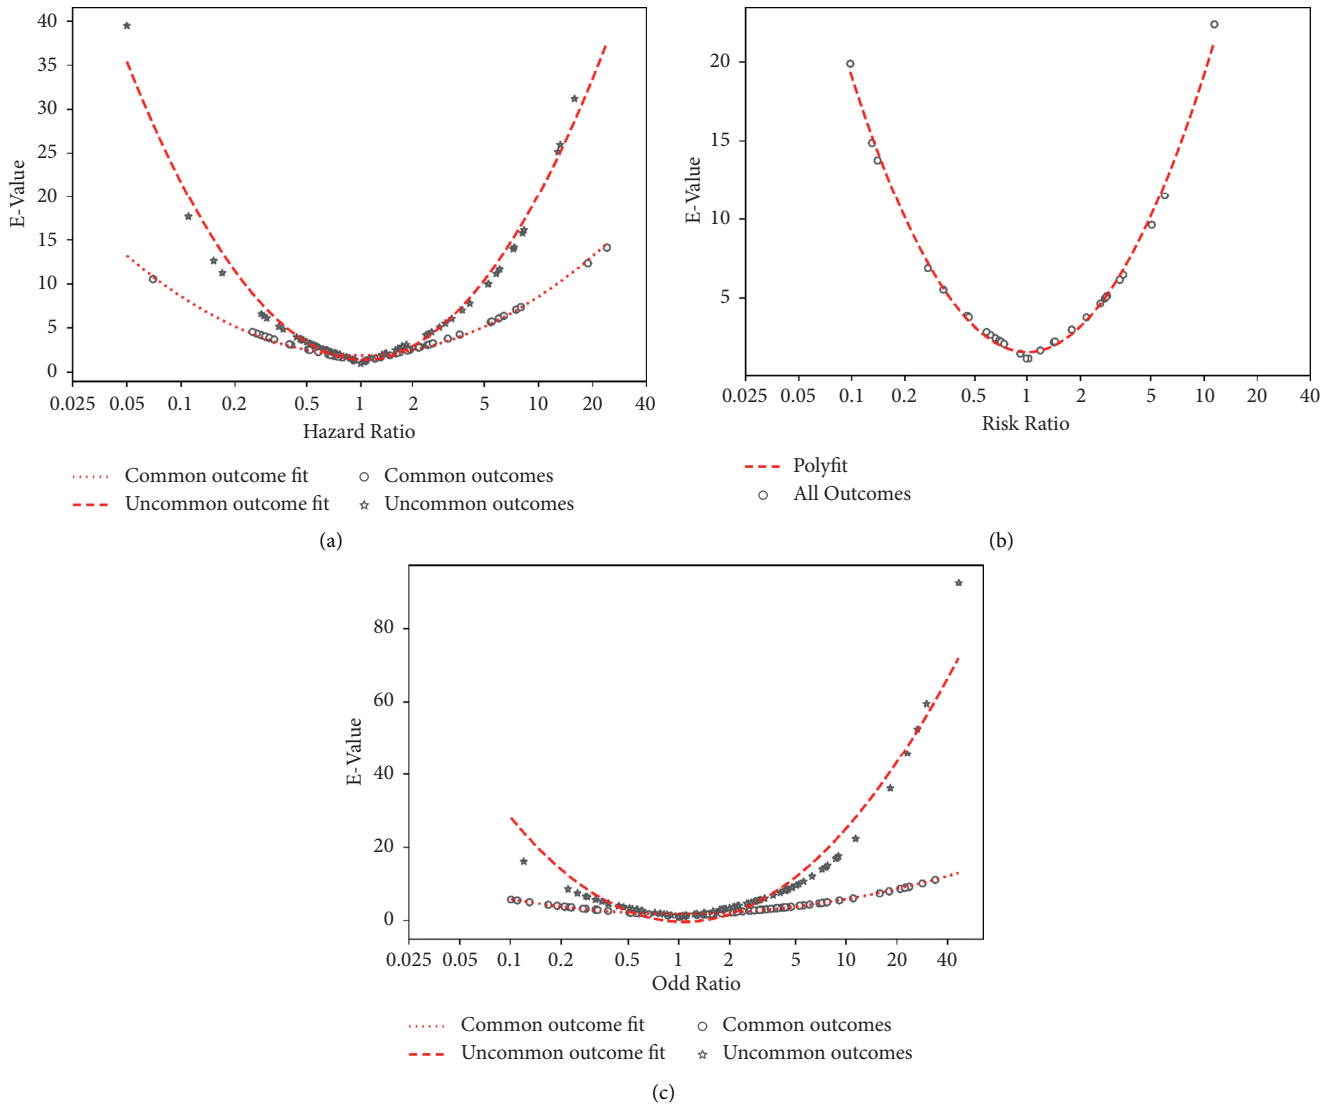 40
35
30
25
20
15
10
5
0
E-Value
0.025 0.05 0.1 0.2 0.5 1 2 5 10 20 40
Hazard Ratio
Common outcome fit
Uncommon outcome fit
Common outcomes
Uncommon outcomes
(a)
20
15
10
5
E-Value
0.025 0.05 0.1 0.2 0.5 1 2 5 10 20 40
Risk Ratio
Polyfit
All Outcomes
(b)
80
60
40
20
0
E-Value
0.025 0.05 0.1 0.2 0.5 1 2 5 10 20 40
Odd Ratio
Common outcome fit
Uncommon outcome fit
Common outcomes
Uncommon outcomes
(c)